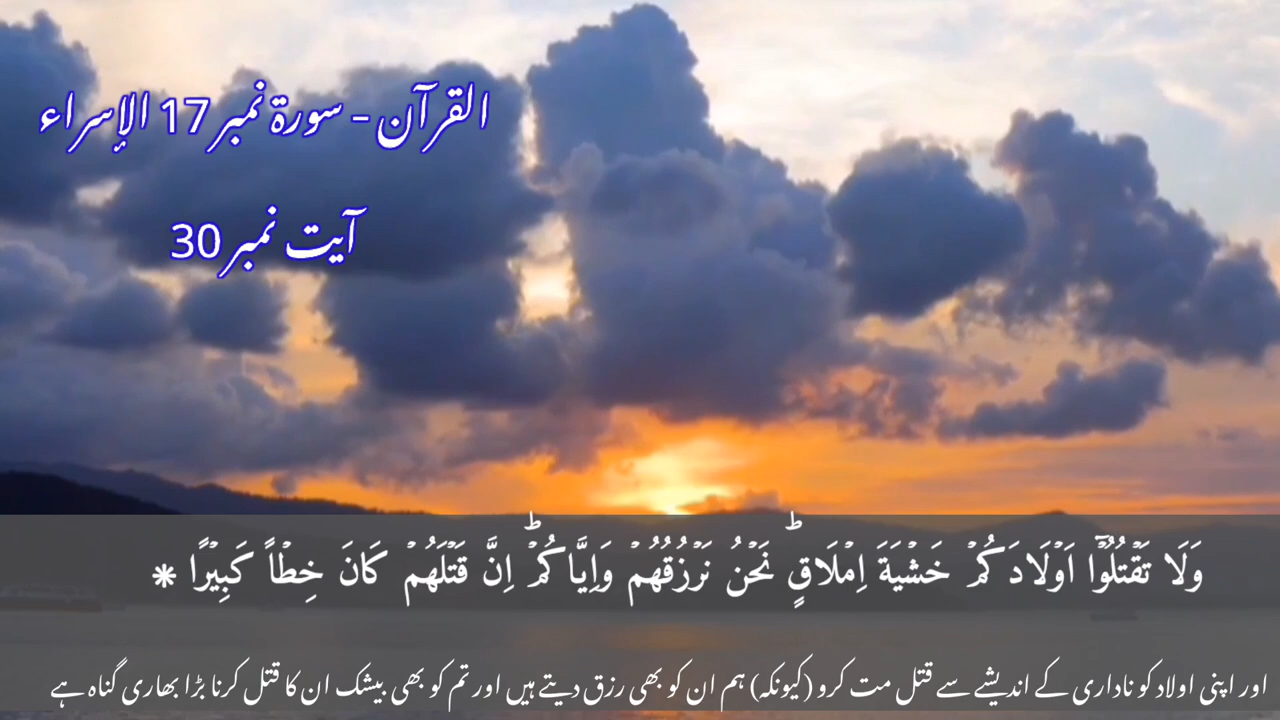 القرآن - سورة نمبر 17 الإسراء
آیت نمبر 30
وَلَا تَقۡتُلُوۡۤا اَوۡلَادَكُمۡ خَشۡيَةَ اِمۡلَاقٍ‌ؕ نَحۡنُ نَرۡزُقُهُمۡ وَاِيَّاكُمۡ‌ؕ اِنَّ قَتۡلَهُمۡ كَانَ خِطۡاً كَبِيۡرًا *
اور اپنی اولاد کو ناداری کے اندیشے سے قتل مت کرو (کیونکہ) ہم ان کو بھی رزق دیتے ہیں اور تم کو بھی بیشک ان کا قتل کرنا بڑا بھاری گناہ ہے